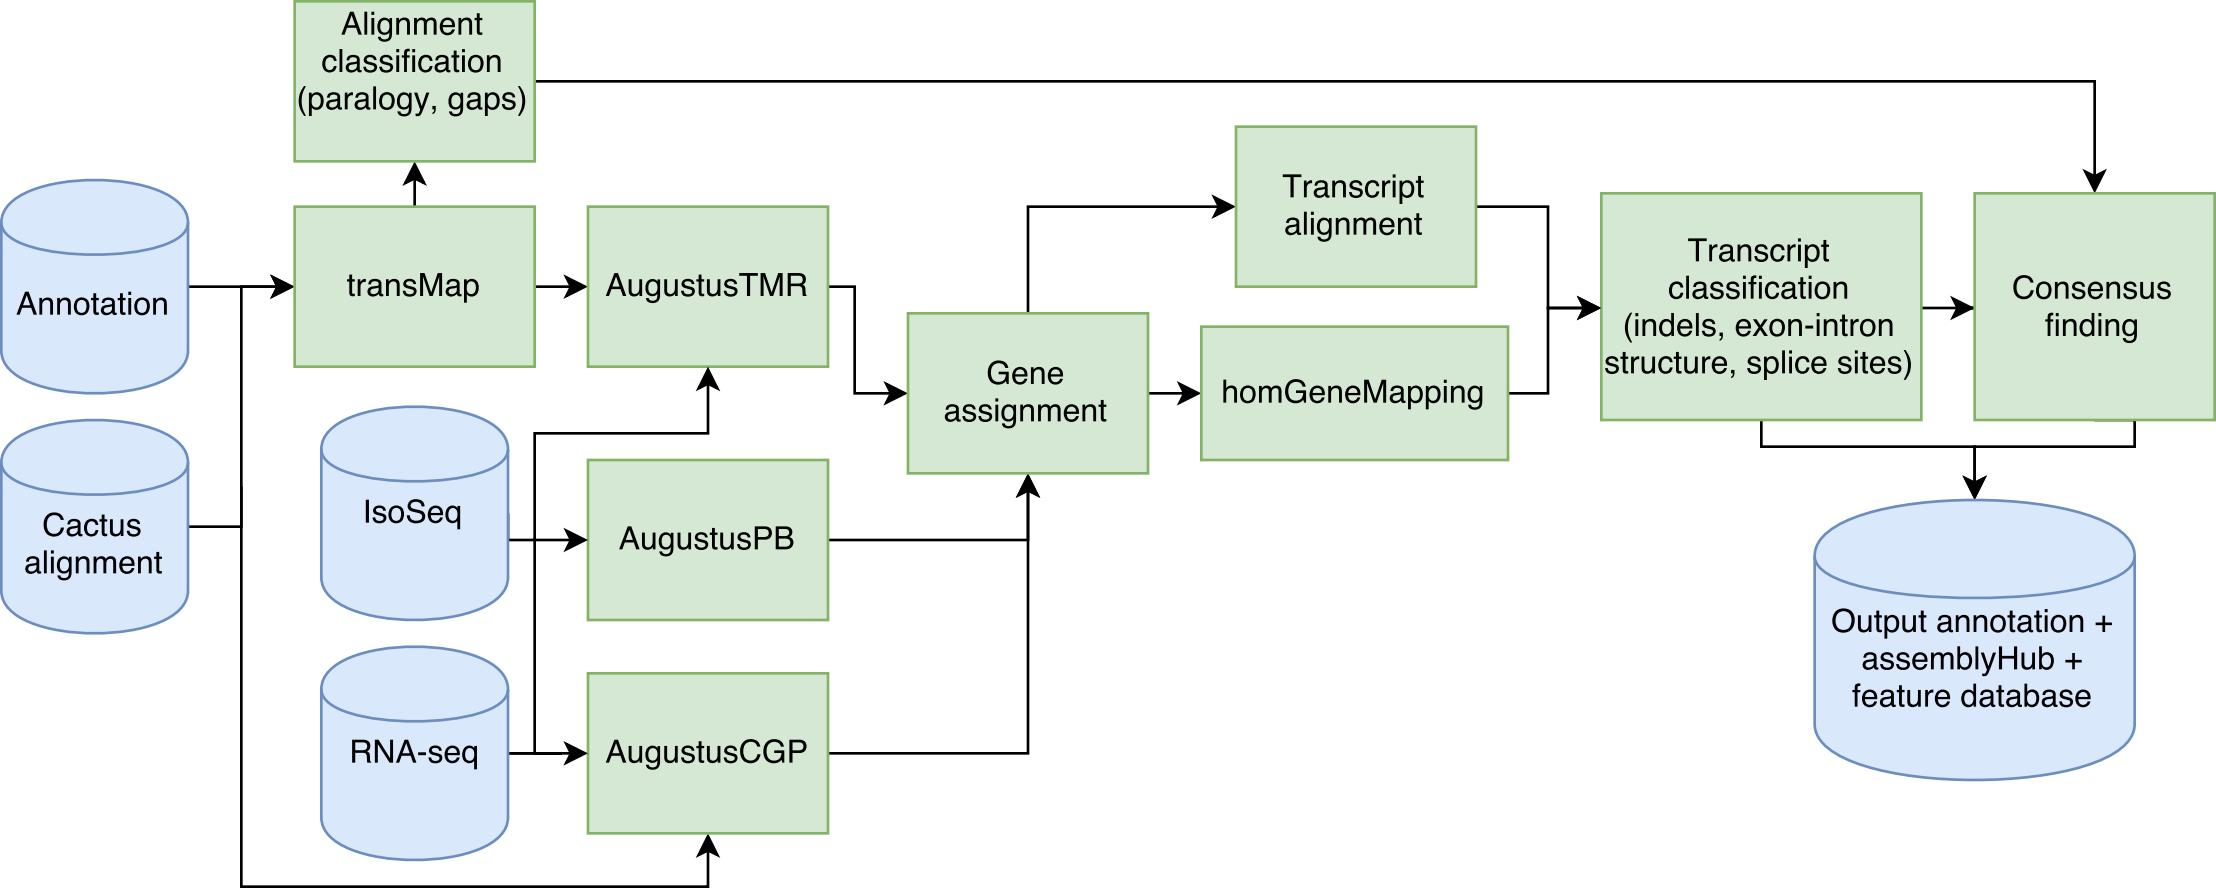 Alignment
classification
(paralogy, gaps)
Annotation
transMap
AugustusTMR
Transcript
alignment
Transcript
classification
(indels, exon-intron
structure, splice sites)
Consensus
finding
Gene
assignment
homGeneMapping
Cactus
alignment
IsoSeq
AugustusPB
RNA-seq
AugustusCGP
Output annotation +
assemblyHub +
feature database